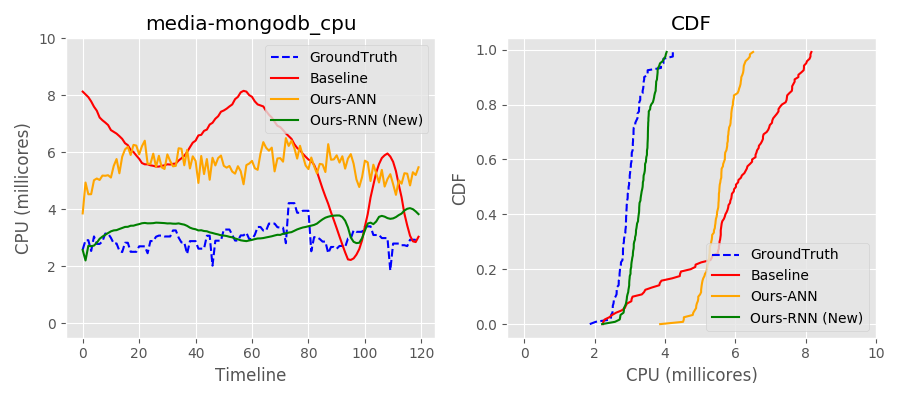 media-mongodb_cpu
CPU (millicores)
10
8
6
4
2
0
GroundTruth
Baseline
Ours-ANN
Ours-RNN (New)
0
20
40
60
80
100
120
Timeline
CDF
CDF
1.0
0.8
0.6
0.4
0.2
0.0
GroundTruth
Baseline
Ours-ANN
Ours-RNN (New)
0
2
4
6
8
10
CPU (millicores)